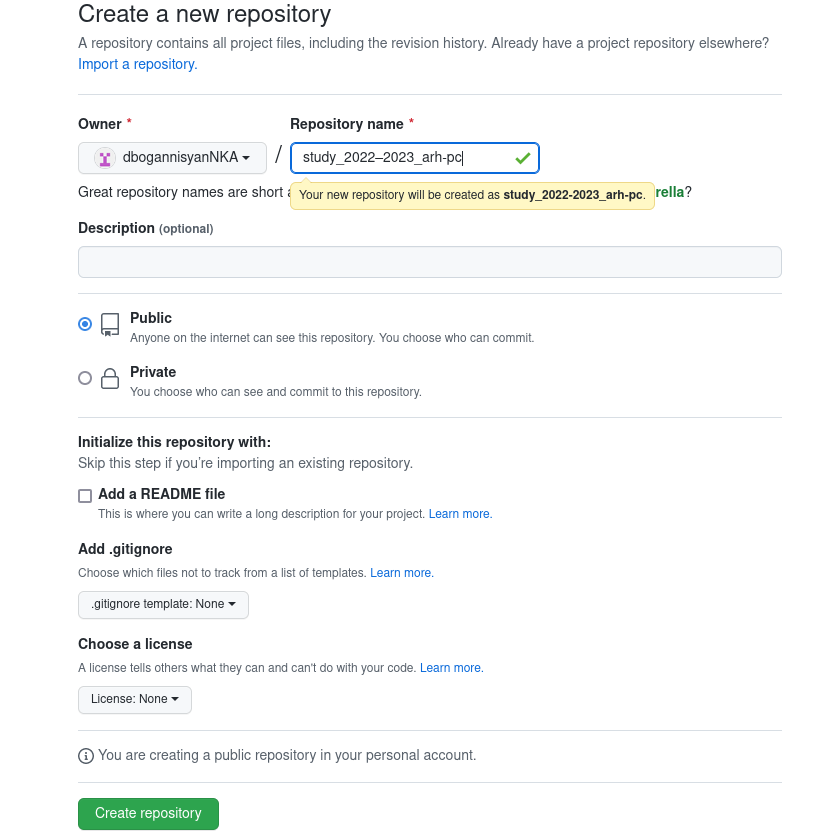 Create a new repository
A repository contains all project files, including the revision history. Already have a project repository elsewhere?
Import a repository.
Owner *
Repository name *
dbogannisyanNKA
/
study_2022–2023_arh-pc
Great repository names are short
rella?
Your new repository will be created as study_2022-2023_arh-pc.
Description (optional)
Public
Anyone on the internet can see this repository. You choose who can commit.
Private
You choose who can see and commit to this repository.
Initialize this repository with:
Skip this step if you’re importing an existing repository.
Add a README file
This is where you can write a long description for your project. Learn more.
Add .gitignore
Choose which files not to track from a list of templates. Learn more.
.gitignore template: None
Choose a license
A license tells others what they can and can't do with your code. Learn more.
License: None
You are creating a public repository in your personal account.
Create repository